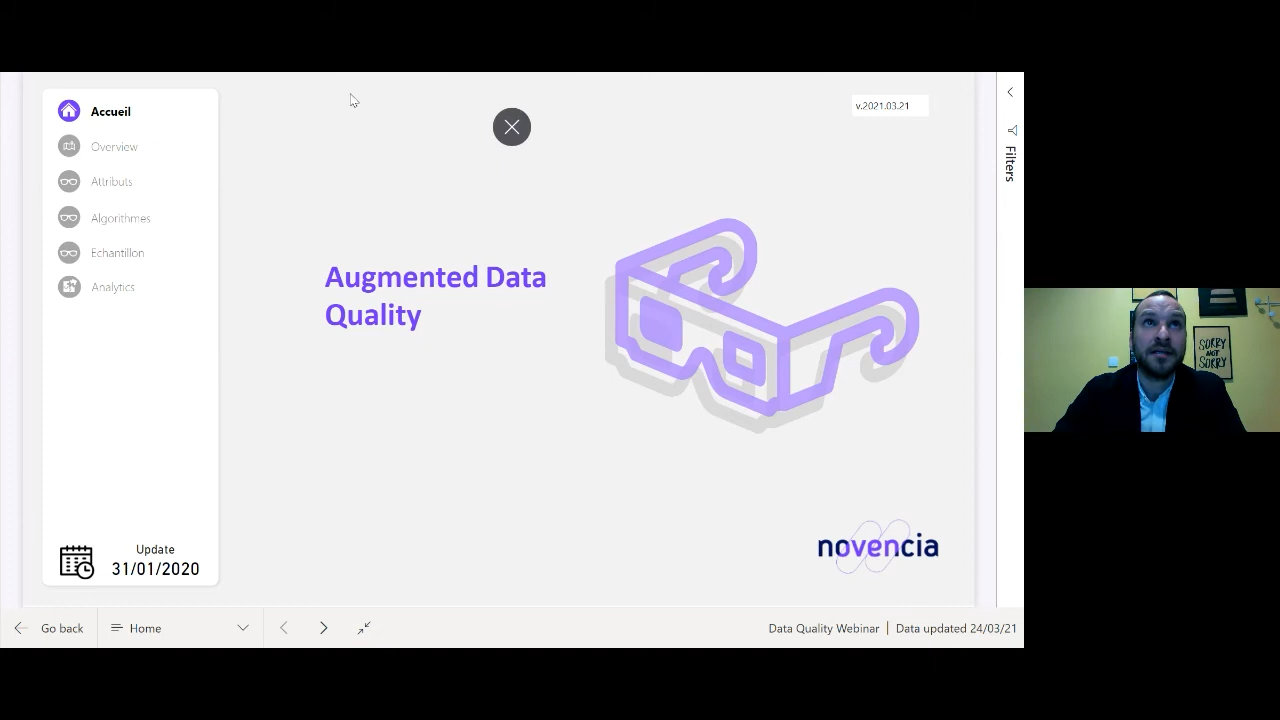 Accueil
Overview
Attributs
Algorithmes
Echantillon
Analytics
Update
31/01/2020
v.2021.03.21
Augmented Data
Quality
novencia
Filters
Go back
Home
Data Quality Webinar | Data updated 24/03/21
SORRY
NOT
SORRY